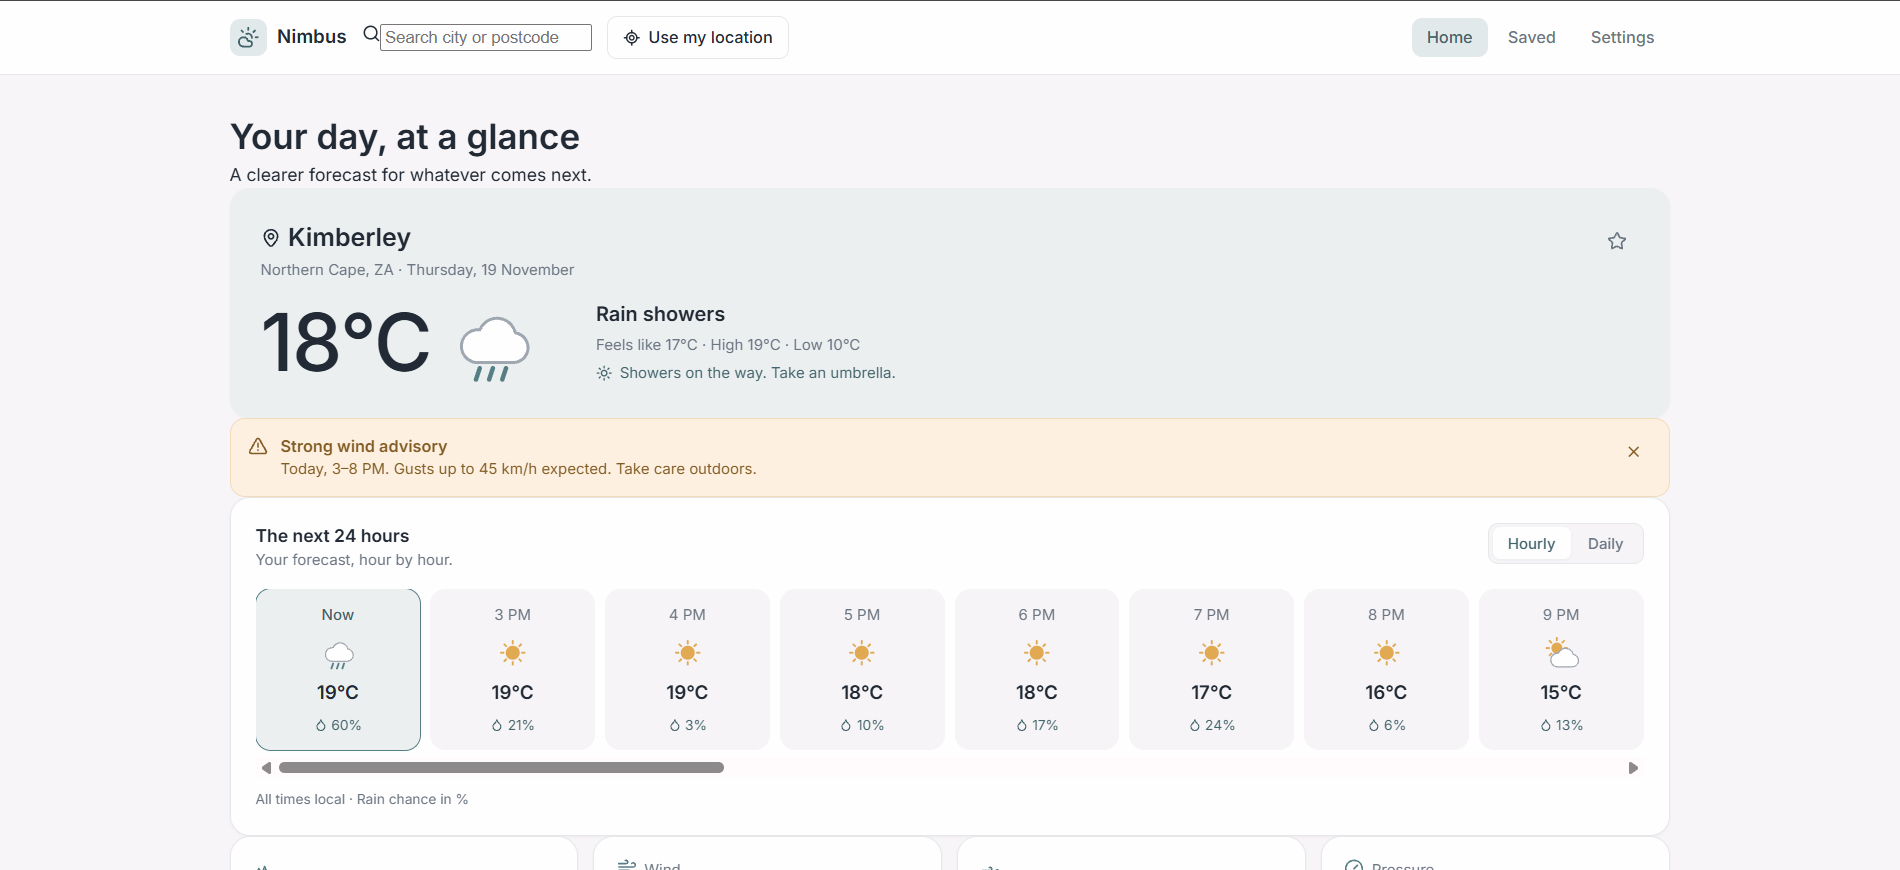 Nimbus
Search city or postcode
Use my location
Home
Saved
Settings
Your day, at a glance
A clearer forecast for whatever comes next.
Kimberley
Northern Cape, ZA · Thursday, 19 November
18°C
Rain showers
Feels like 17°C · High 19°C · Low 10°C
Showers on the way. Take an umbrella.
Strong wind advisory
Today, 3–8 PM. Gusts up to 45 km/h expected. Take care outdoors.
The next 24 hours
Your forecast, hour by hour.
Hourly
Daily
Now
19°C
60%
3 PM
19°C
21%
4 PM
19°C
3%
5 PM
18°C
10%
6 PM
18°C
17%
7 PM
17°C
24%
8 PM
16°C
6%
9 PM
15°C
13%
All times local · Rain chance in %
Wind
Pressure